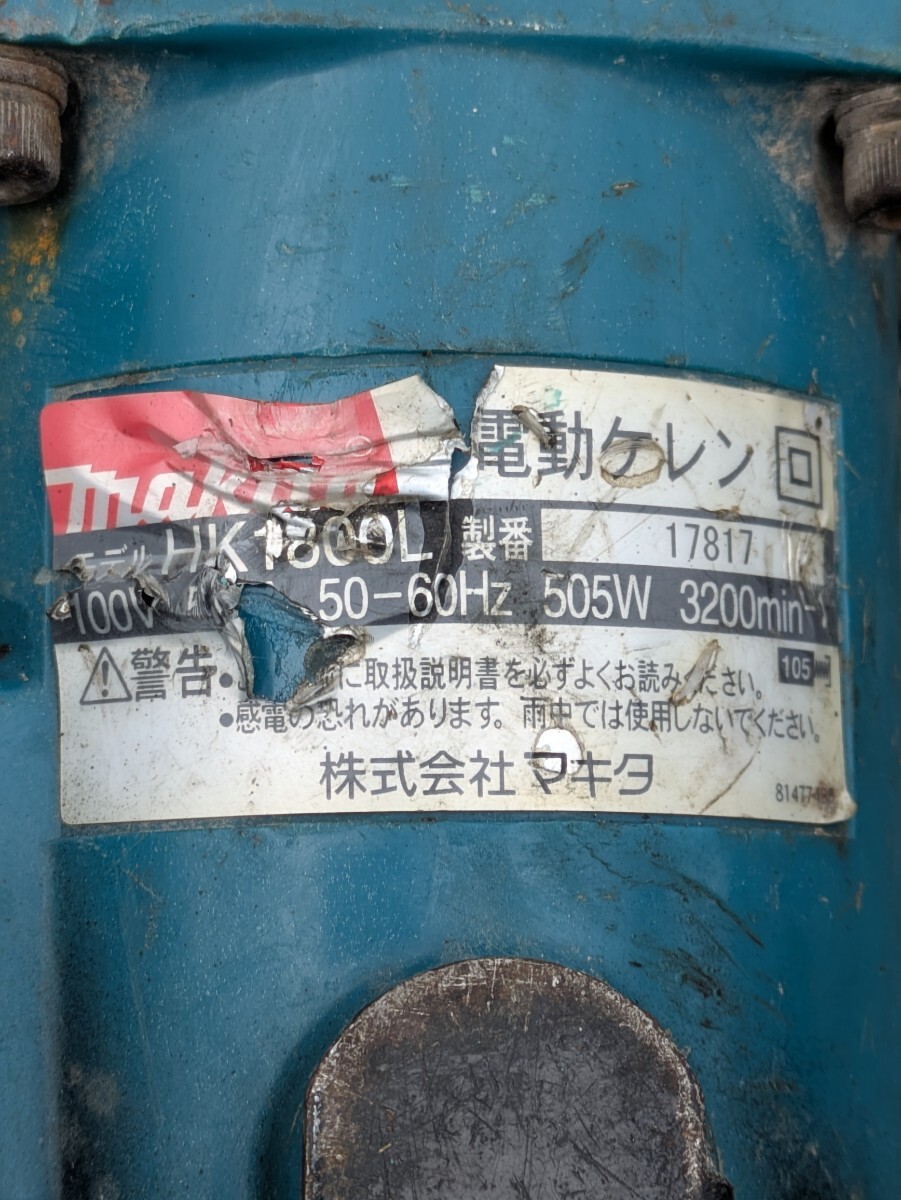 makita
電動ケレン
モデル HK1800L 製番 17817
100V 50-60Hz 505W 3200min⁻
警告 に取扱説明書を必ずよくお読みください。 105
●感電の恐れがあります。雨中では使用しないでください。
株式会社マキタ